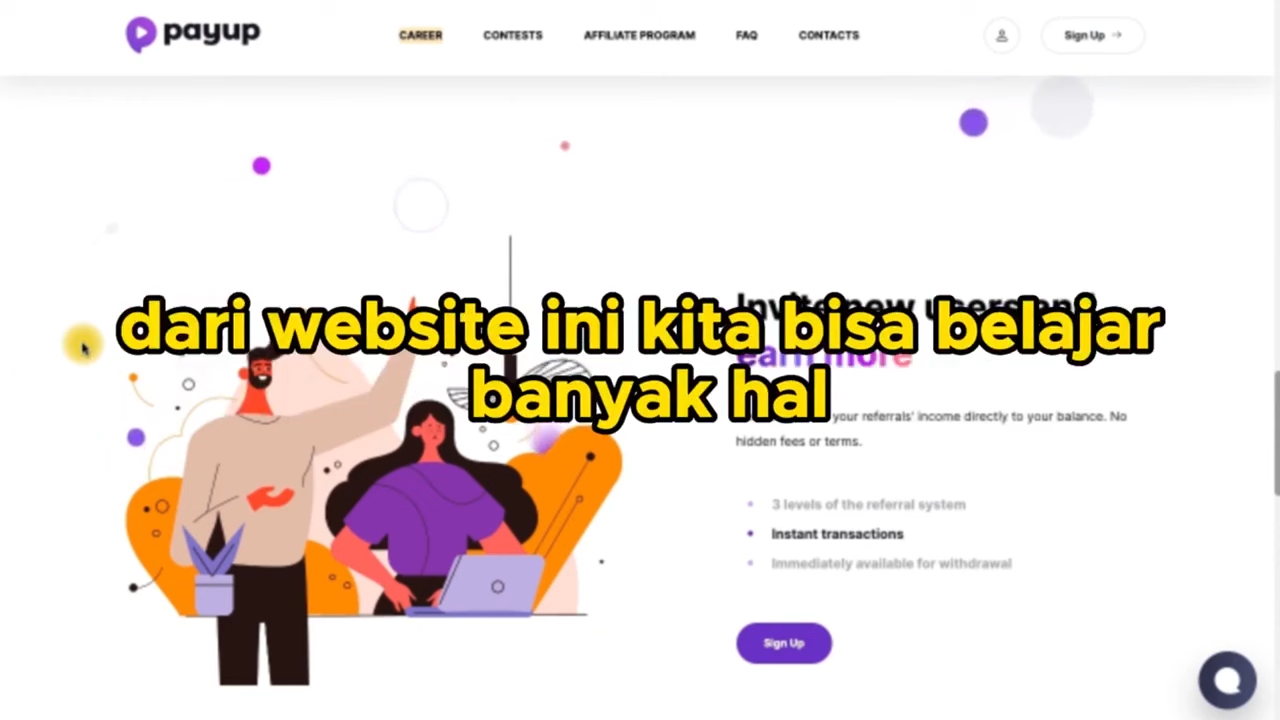 payup
CAREER
CONTESTS
AFFILIATE PROGRAM
FAQ
CONTACTS
Sign Up
dari website ini kita bisa belajar
banyak hal
earn more
your referrals' income directly to your balance. No
hidden fees or terms.
3 levels of the referral system
Instant transactions
Immediately available for withdrawal
Sign Up